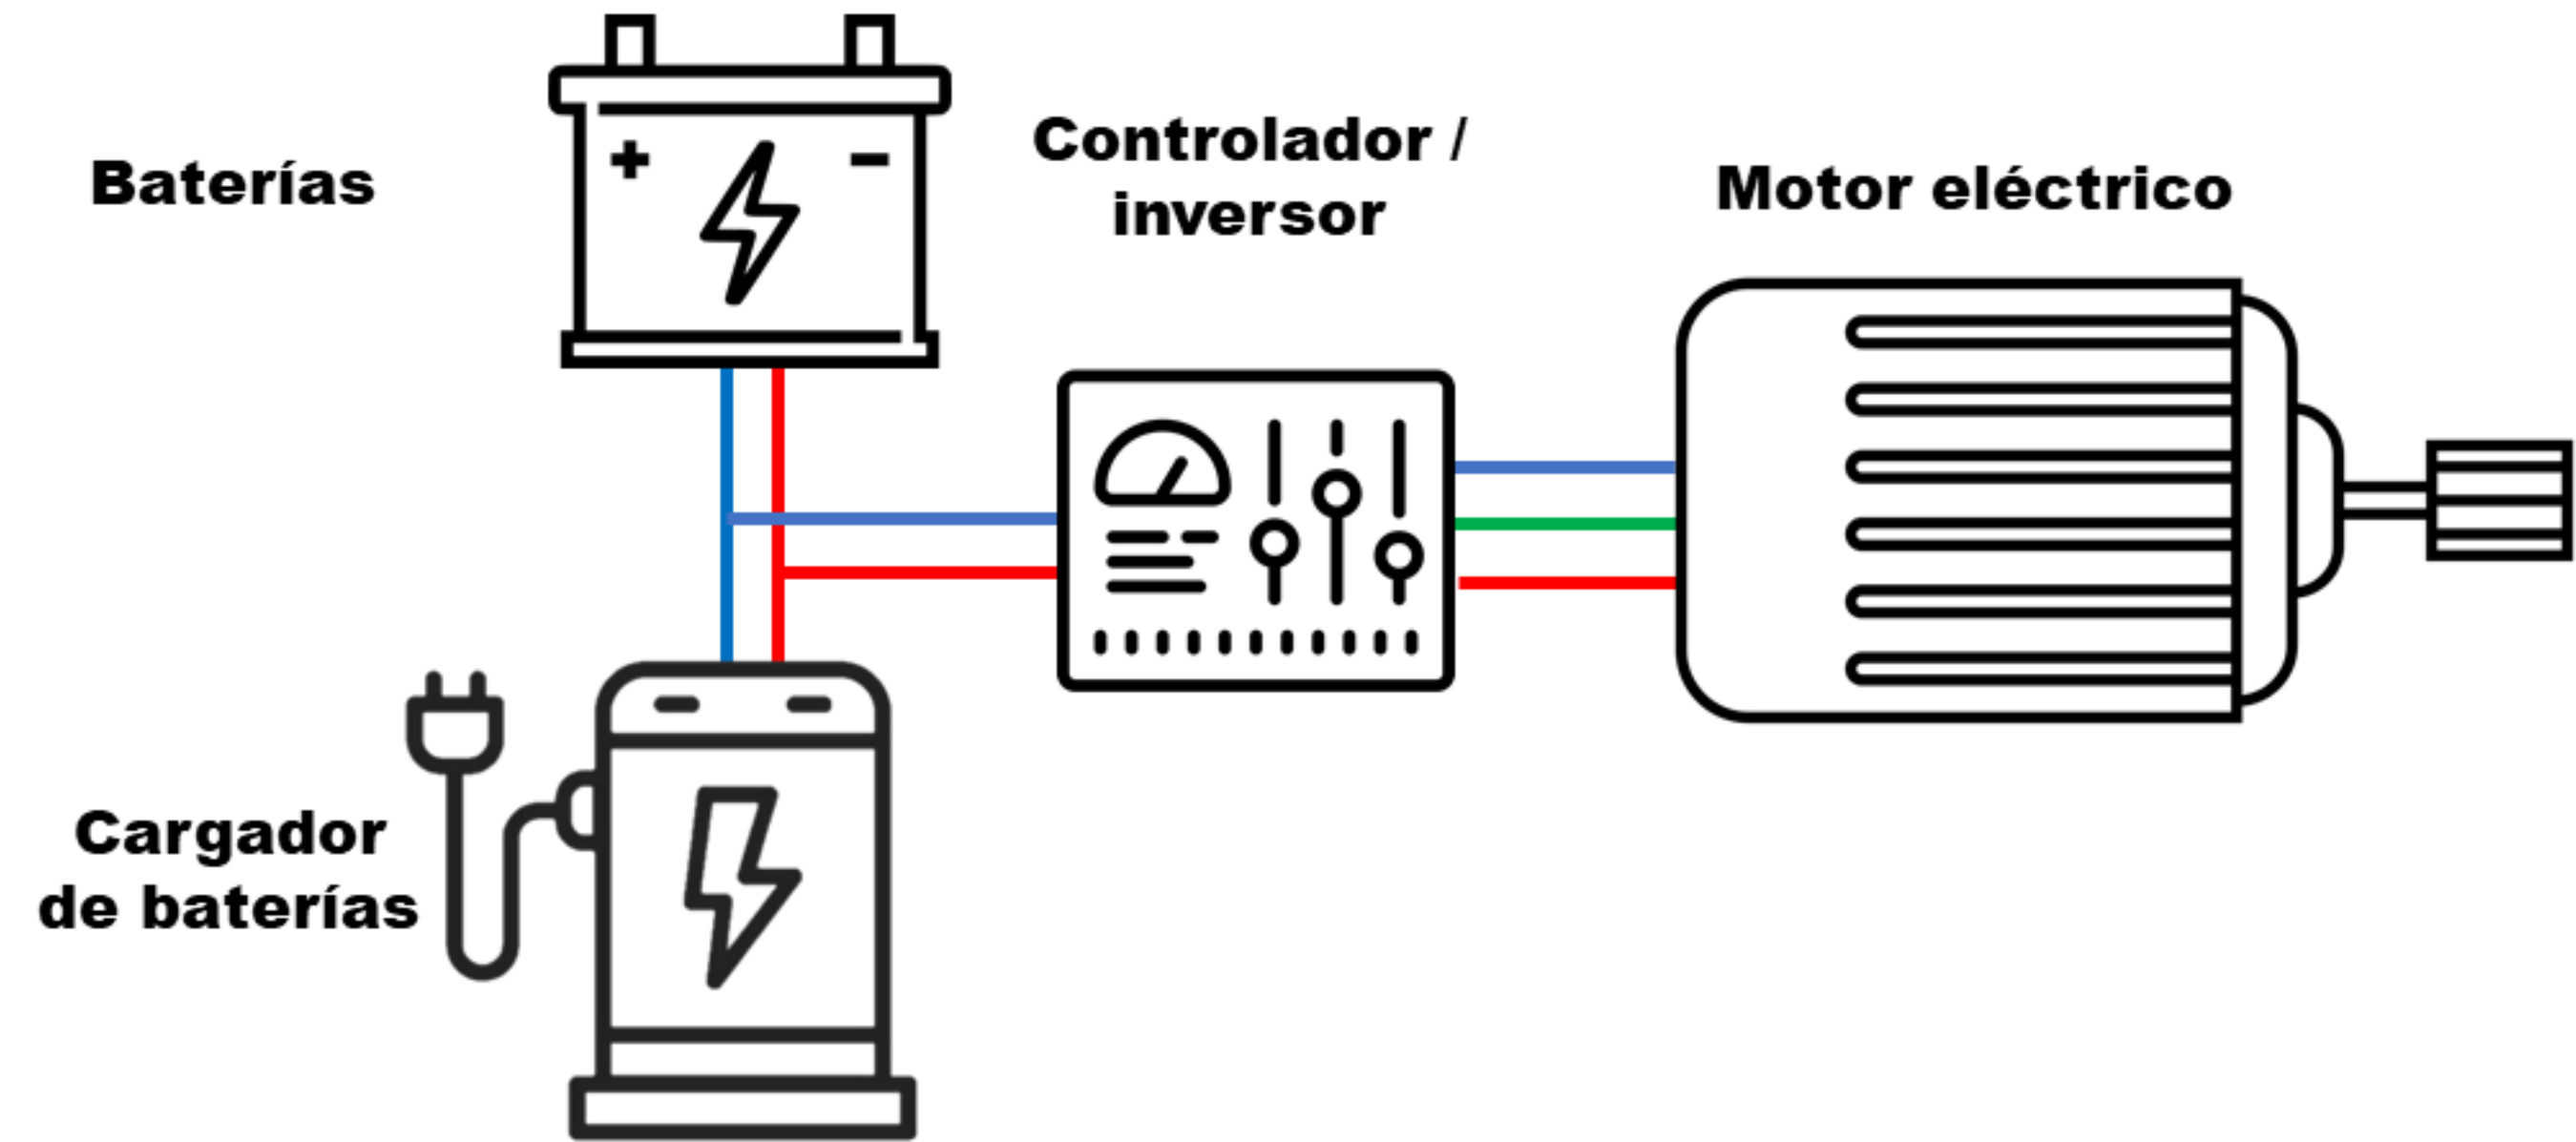 Baterías
Controlador /
inversor
Motor eléctrico
+ -
Cargador
de baterías